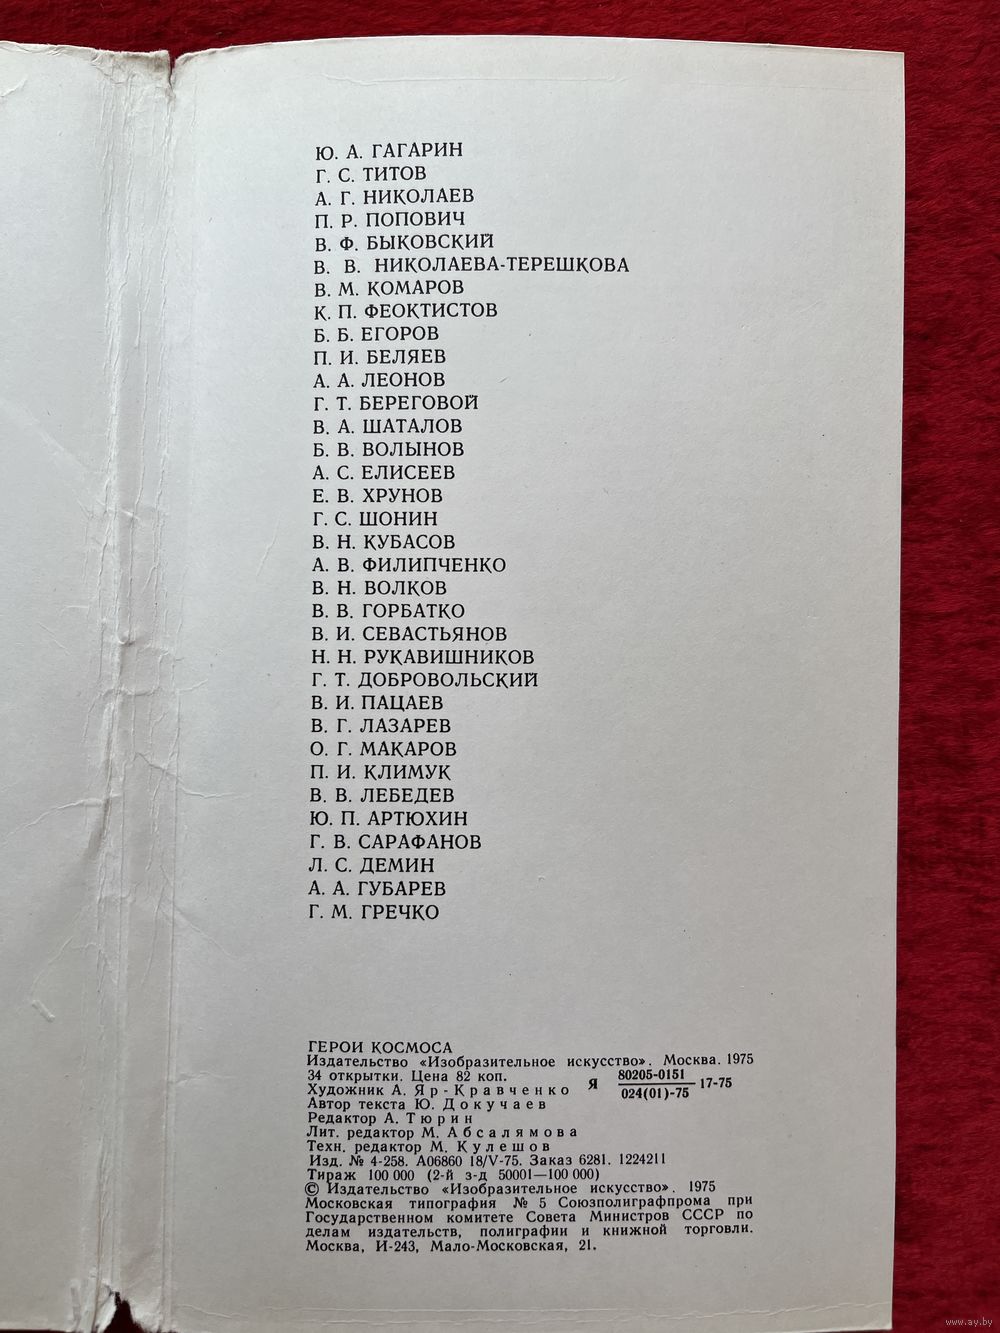 Ю. А. ГАГАРИН
Г. С. ТИТОВ
А. Г. НИКОЛАЕВ
П. Р. ПОПОВИЧ
В. Ф. БЫКОВСКИЙ
В. В. НИКОЛАЕВА-ТЕРЕШКОВА
В. М. КОМАРОВ
К. П. ФЕОКТИСТОВ
Б. Б. ЕГОРОВ
П. И. БЕЛЯЕВ
А. А. ЛЕОНОВ
Г. Т. БЕРЕГОВОЙ
В. А. ШАТАЛОВ
Б. В. ВОЛЫНОВ
А. С. ЕЛИСЕЕВ
Е. В. ХРУНОВ
Г. С. ШОНИН
В. Н. КУБАСОВ
А. В. ФИЛИПЧЕНКО
В. Н. ВОЛКОВ
В. В. ГОРБАТКО
В. И. СЕВАСТЬЯНОВ
Н. Н. РУКАВИШНИКОВ
Г. Т. ДОБРОВОЛЬСКИЙ
В. И. ПАЦАЕВ
В. Г. ЛАЗАРЕВ
О. Г. МАКАРОВ
П. И. КЛИМУК
В. В. ЛЕБЕДЕВ
Ю. П. АРТЮХИН
Г. В. САРАФАНОВ
Л. С. ДЕМИН
А. А. ГУБАРЕВ
Г. М. ГРЕЧКО
ГЕРОИ КОСМОСА
Издательство «Изобразительное искусство». Москва. 1975
34 открытки. Цена 82 коп.
Художник А. Яр-Кравченко
Я 80205-0151
024(01)-75 17-75
Автор текста Ю. Докучаев
Редактор А. Тюрин
Лит. редактор М. Абсалямова
Техн. редактор М. Кулешов
Изд. № 4-258. А06860 18/V-75. Заказ 6281. 1224211
Тираж 100 000 (2-й з-д 50001—100 000)
© Издательство «Изобразительное искусство». 1975
Московская типография № 5 Союзполиграфпрома при
Государственном комитете Совета Министров СССР по
делам издательств, полиграфии и книжной торговли.
Москва, И-243, Мало-Московская, 21.
www.ay.by